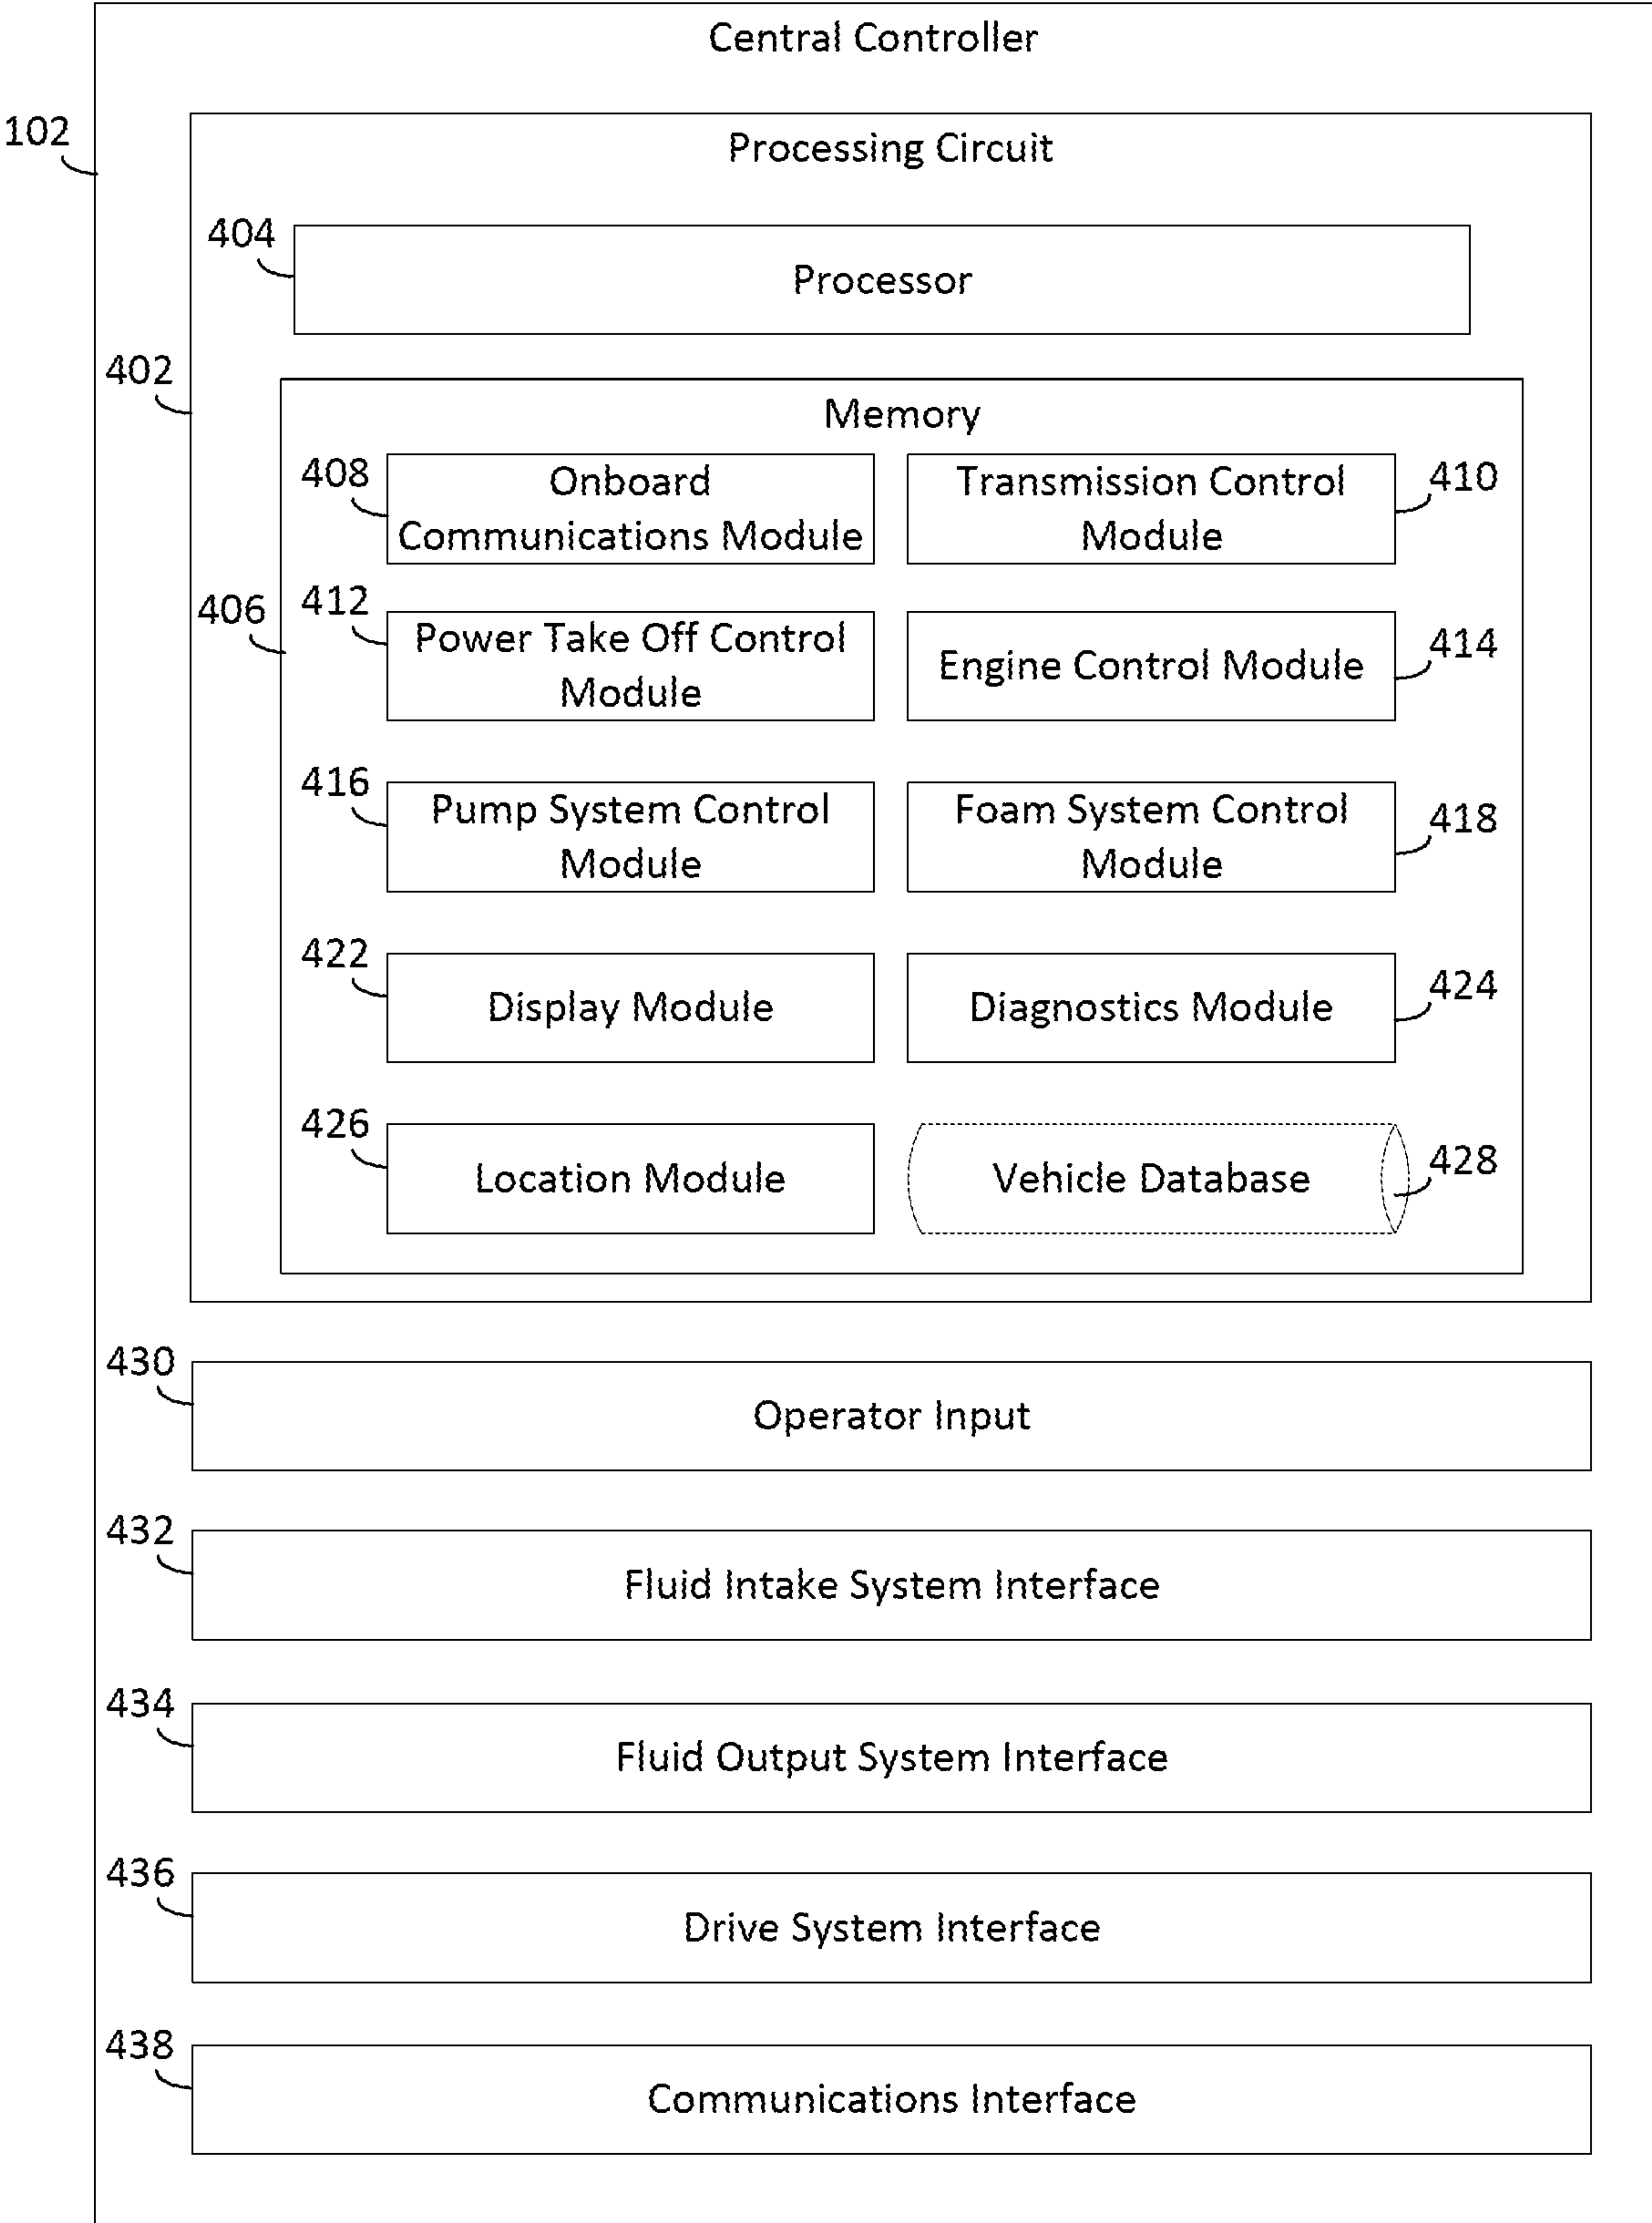 Central Controller
102
Processing Circuit
404
Processor
402
Memory
408
Onboard
Communications Module
Transmission Control
Module
410
406
412
Power Take Off Control
Module
Engine Control Module
414
416
Pump System Control
Module
Foam System Control
Module
418
422
Display Module
Diagnostics Module
424
426
Location Module
Vehicle Database
428
430
Operator Input
432
Fluid Intake System Interface
434
Fluid Output System Interface
436
Drive System Interface
438
Communications Interface